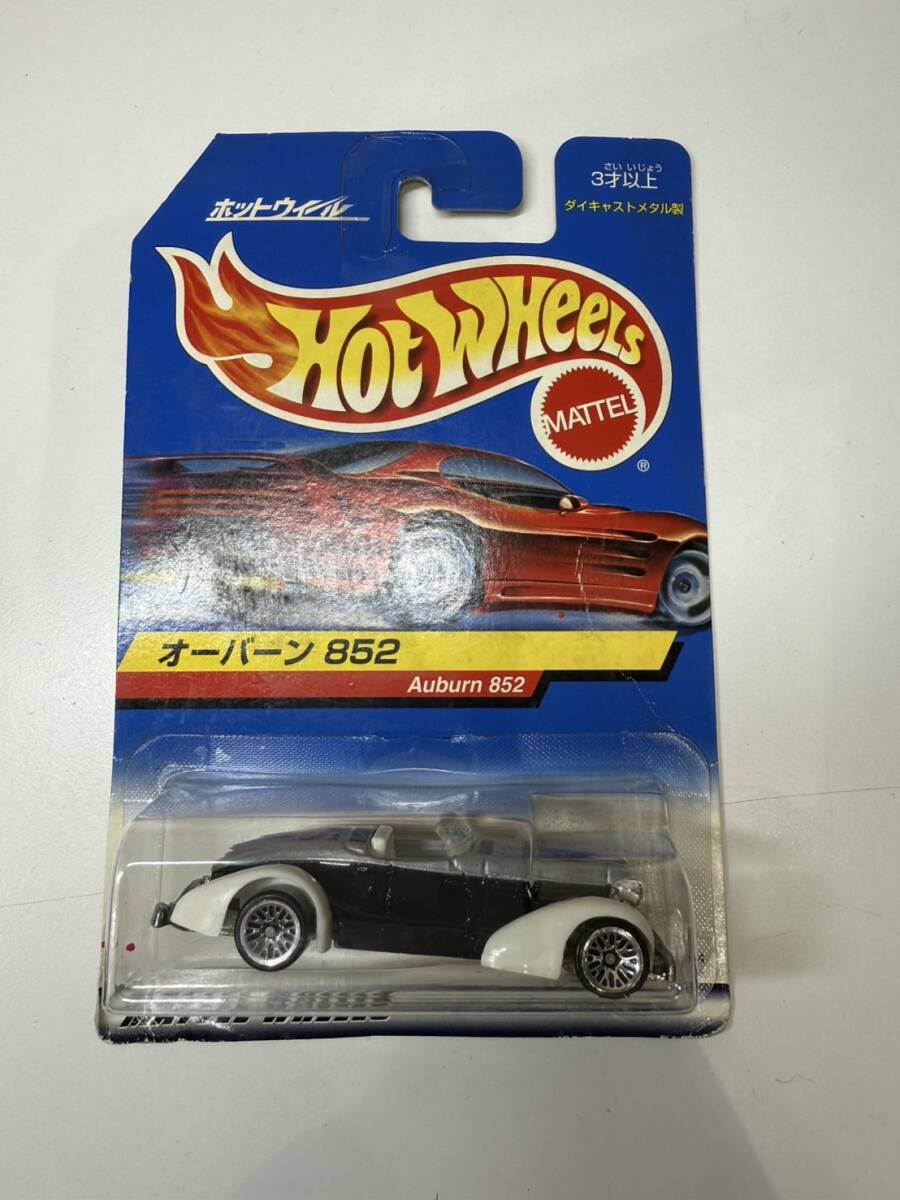 ホットウィール
さい いじょう
3才以上
ダイキャストメタル製
HOT WHEELS
MATTEL
®
オーバーン 852
Auburn 852